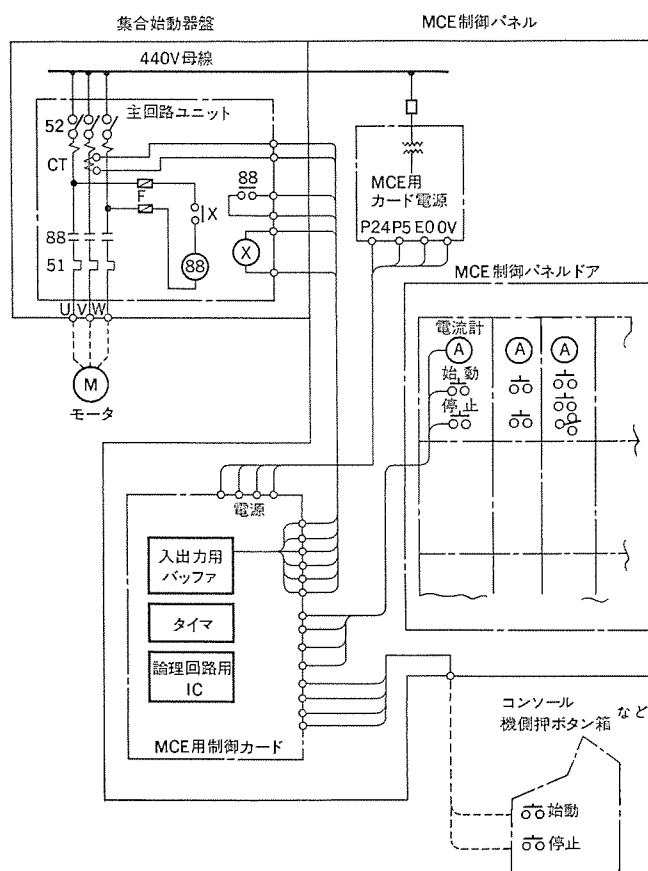 集合始動器盤
MCE制御パネル
440V母線
主回路ユニット
52
CT
F
88
X
88
88
X
51
U V W
M
モータ
MCE用
カード電源
P24 P5 E0 0V
MCE制御パネルドア
電流計
A A A
始動
停止
電源
入出力用
バッファ
タイマ
論理回路用
IC
MCE用制御カード
コンソール
機側押ボタン箱 など
始動
停止